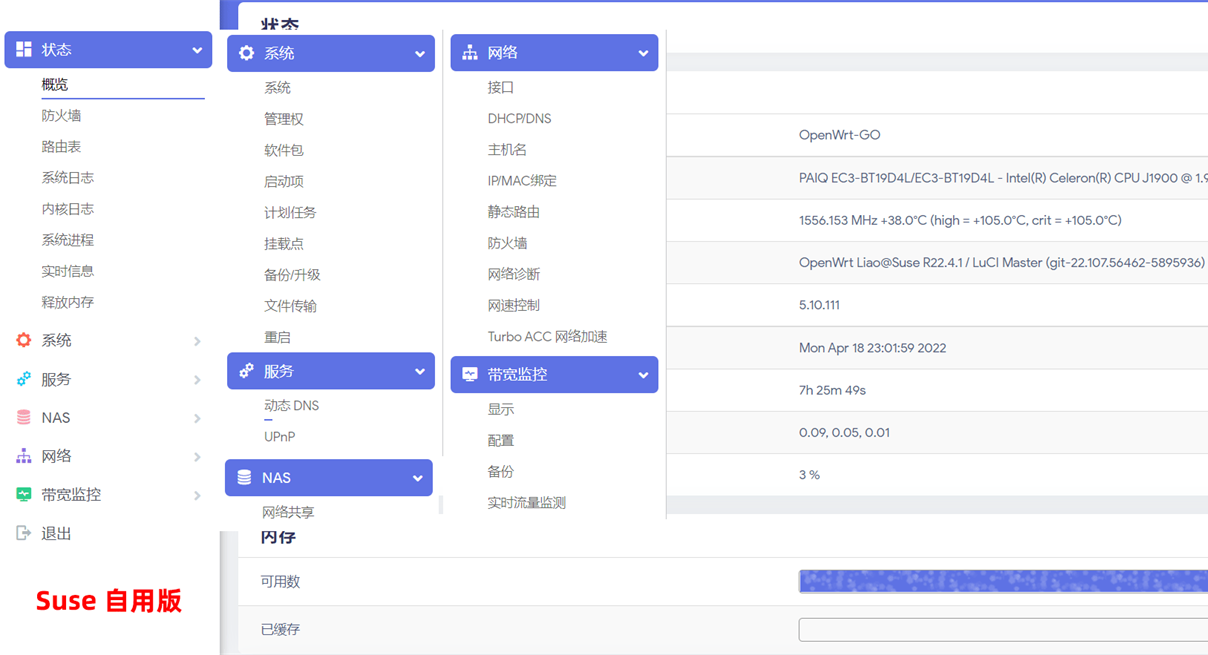 状态
概览
防火墙
路由表
系统日志
内核日志
系统进程
实时信息
释放内存
系统
服务
NAS
网络
带宽监控
退出
Suse 自用版
状态
系统
系统
管理权
软件包
启动项
计划任务
挂载点
备份/升级
文件传输
重启
服务
动态 DNS
UPnP
NAS
网络共享
网络
接口
DHCP/DNS
主机名
IP/MAC绑定
静态路由
防火墙
网络诊断
网速控制
Turbo ACC 网络加速
带宽监控
显示
配置
备份
实时流量监测
OpenWrt-GO
PAIQ EC3-BT19D4L/EC3-BT19D4L - Intel(R) Celeron(R) CPU J1900 @ 1.9
1556.153 MHz +38.0°C (high = +105.0°C, crit = +105.0°C)
OpenWrt Liao@Suse R22.4.1 / LuCI Master (git-22.107.56462-5895936)
5.10.111
Mon Apr 18 23:01:59 2022
7h 25m 49s
0.09, 0.05, 0.01
3 %
内存
可用数
已缓存